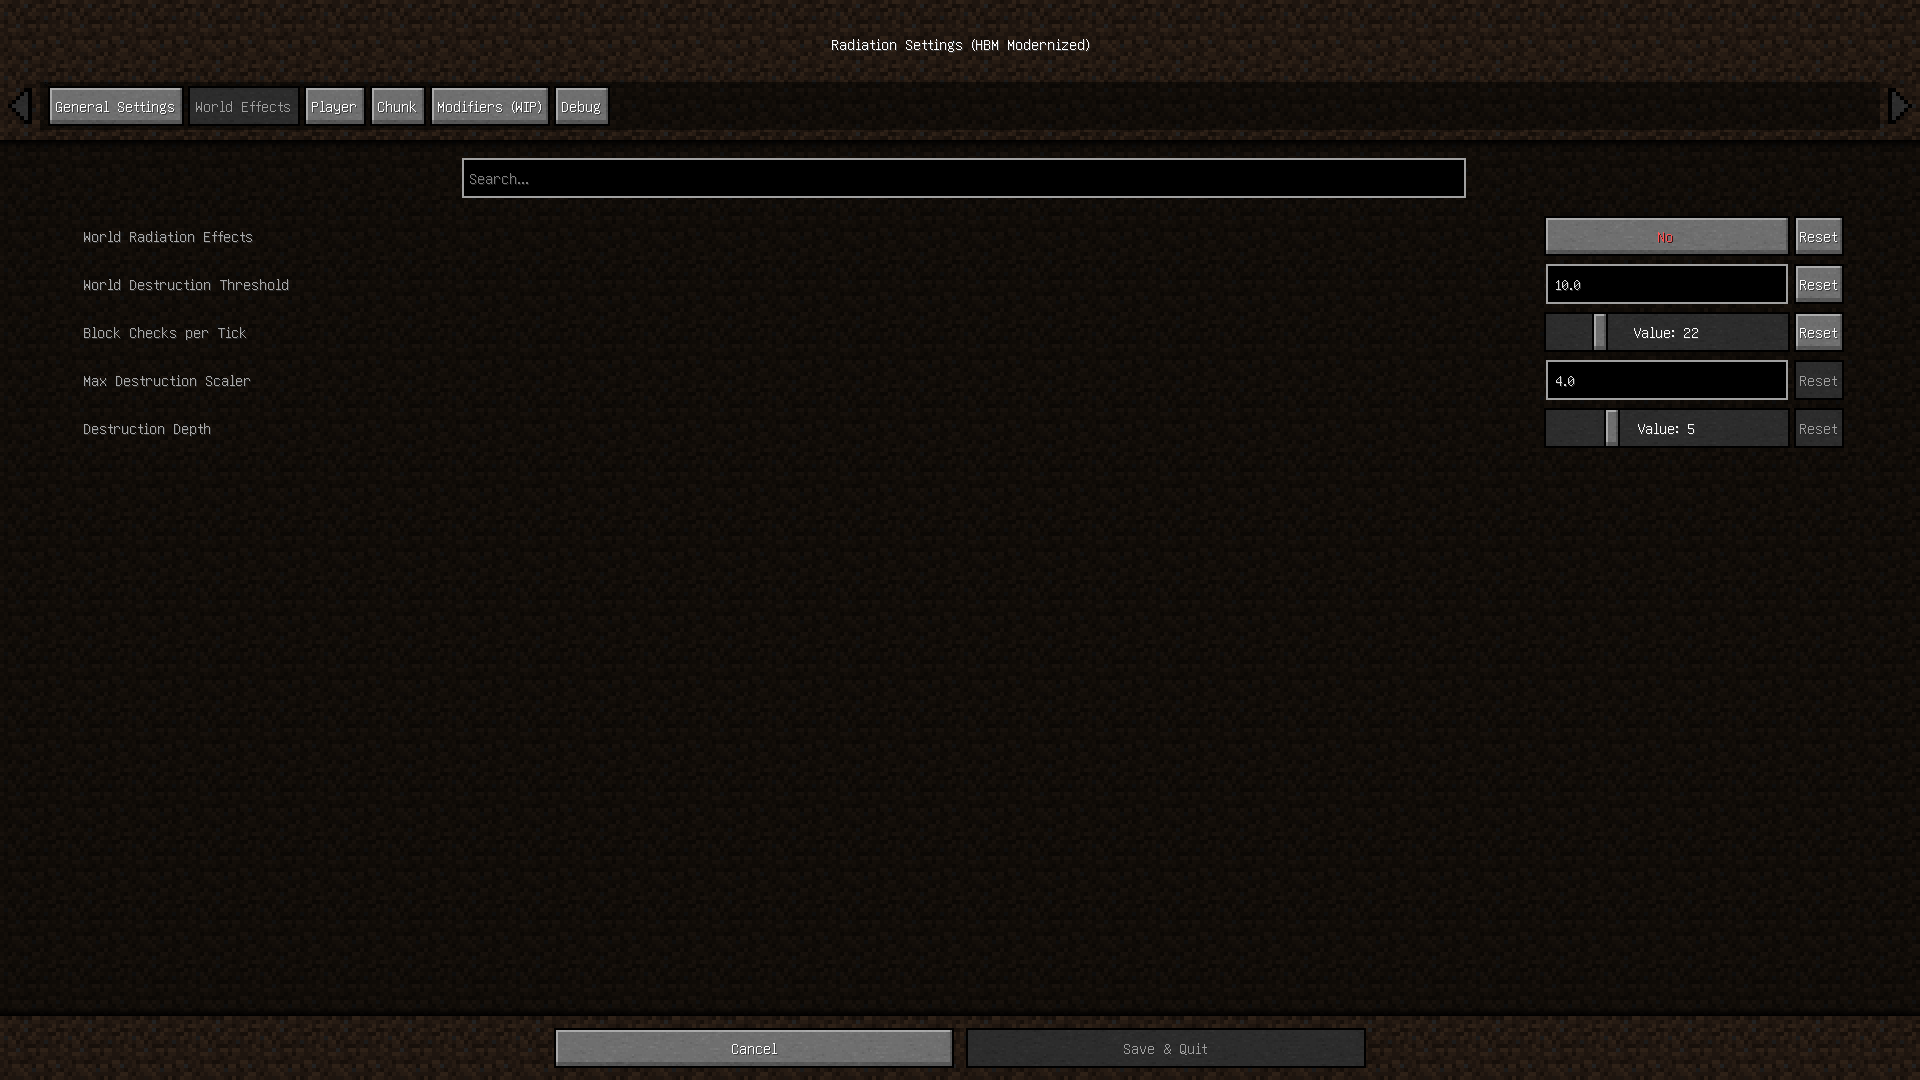 Radiation Settings (HBM Modernized)
General Settings World Effects Player Chunk Modifiers (WIP) Debug
Search...
World Radiation Effects No Reset
World Destruction Threshold 10.0 Reset
Block Checks per Tick Value: 22 Reset
Max Destruction Scaler 4.0 Reset
Destruction Depth Value: 5 Reset
Cancel Save & Quit